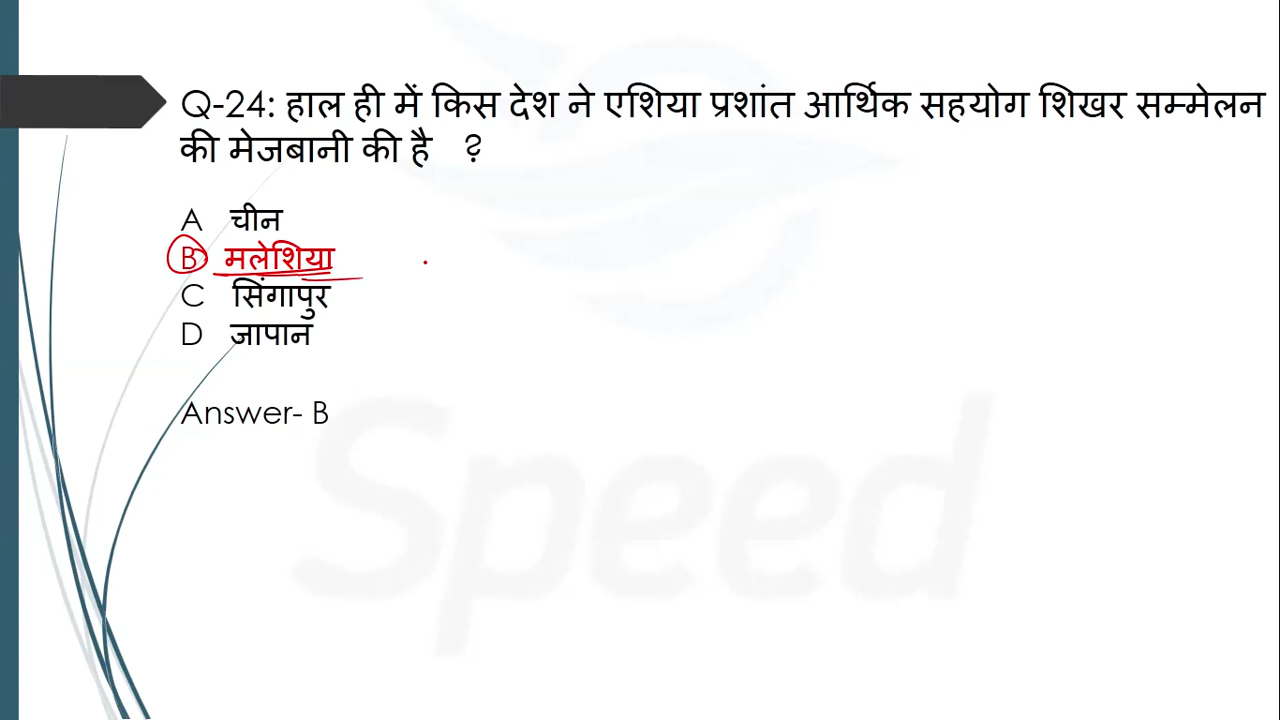 Q-24: हाल ही में किस देश ने एशिया प्रशांत आर्थिक सहयोग शिखर सम्मेलन
की मेजबानी की है ?
A चीन
B मलेशिया
C सिंगापुर
D जापान
Answer- B
Speed